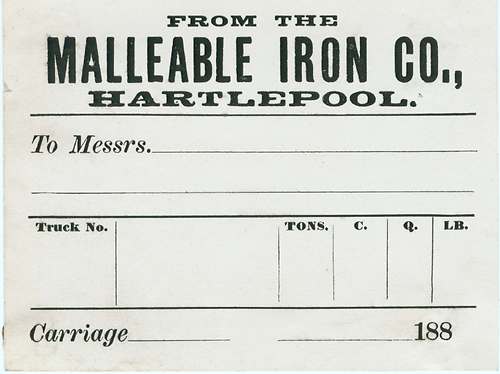 FROM THE
MALLEABLE IRON CO.,
HARTLEPOOL.
To Messrs.
Truck No. TONS. C. Q. LB.
Carriage 188